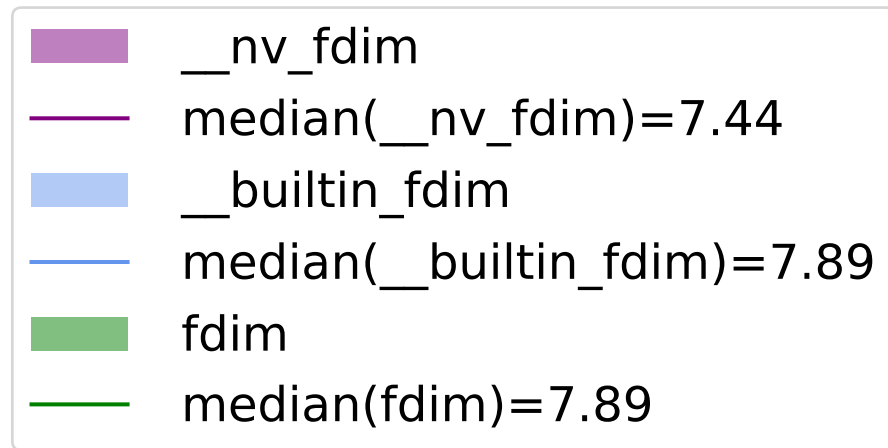 __nv_fdim
median(__nv_fdim)=7.44
__builtin_fdim
median(__builtin_fdim)=7.89
fdim
median(fdim)=7.89